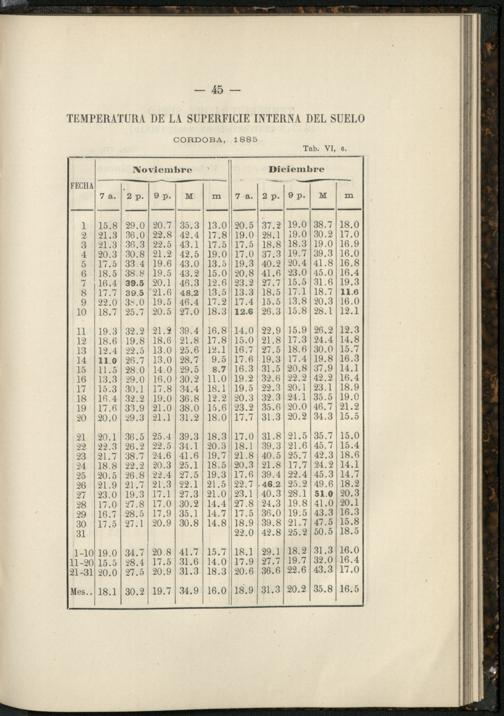 — 45 —
TEMPERATURA DE LA SUPERFICIE INTERNA DEL SUELO
CORDOBA, 1885
Tab. VI, 6.
FECHA Noviembre Diciembre
7 a. 2 p. 9 p. M m 7 a. 2 p. 9 p. M m
1 15.8 29.0 20.7 35.3 13.0 20.5 37.2 19.0 38.7 18.0
2 21.3 36.0 22.8 42.4 17.8 19.0 28.1 19.0 30.2 17.0
3 21.3 36.3 22.5 43.1 17.5 17.5 18.8 18.3 19.0 16.9
4 20.3 30.8 21.2 42.5 19.0 17.0 37.3 19.7 39.3 16.0
5 17.5 33.4 19.6 43.0 13.5 19.3 40.2 20.4 41.8 16.8
6 18.5 38.8 19.5 43.2 15.0 20.8 41.6 23.0 45.0 16.4
7 16.4 39.5 20.1 46.3 12.6 23.2 27.7 15.5 31.6 19.3
8 17.7 39.5 21.6 48.2 13.5 13.3 18.5 17.1 18.7 11.6
9 22.0 38.0 19.5 46.4 17.2 17.4 15.5 13.8 20.3 16.0
10 18.7 25.7 20.5 27.0 18.3 12.6 26.3 15.8 28.1 12.1
11 19.3 32.2 21.2 39.4 16.8 14.0 22.9 15.9 26.2 12.3
12 18.6 19.8 18.6 21.8 17.8 15.0 21.8 17.3 24.4 14.8
13 12.4 22.5 13.0 25.6 12.1 16.7 27.5 18.6 30.0 15.7
14 11.0 26.7 13.0 28.7 9.5 17.6 19.3 17.4 19.8 16.3
15 11.5 28.0 14.0 29.5 8.7 16.3 31.5 20.8 37.9 14.1
16 13.3 29.0 16.0 30.2 11.0 19.2 32.6 22.2 42.2 16.4
17 15.3 30.1 17.8 34.4 18.1 19.5 22.3 20.1 23.1 18.9
18 16.4 32.2 19.0 36.8 12.2 20.3 32.3 24.1 35.5 19.0
19 17.6 33.9 21.0 38.0 15.6 23.2 35.6 20.0 46.7 21.2
20 20.0 29.3 21.1 31.2 18.0 17.7 31.3 20.2 34.3 15.5
21 20.1 36.5 25.4 39.3 18.3 17.0 31.8 21.5 35.7 15.0
22 22.3 26.2 22.5 34.1 20.3 18.1 39.3 21.6 45.7 15.4
23 21.7 38.7 24.6 41.6 19.7 21.8 40.5 25.7 42.3 18.6
24 18.8 22.2 20.3 25.1 18.5 20.3 21.8 17.7 24.2 14.1
25 20.5 26.8 22.4 27.5 19.3 17.6 39.4 22.4 45.3 14.7
26 21.9 21.7 21.3 22.1 21.5 22.7 46.2 25.2 49.6 18.2
27 23.0 19.3 17.1 27.3 21.0 23.1 40.3 28.1 51.0 20.3
28 17.0 27.8 17.0 30.2 14.4 27.8 24.3 19.8 41.0 20.1
29 16.7 28.5 17.9 35.1 14.7 17.5 36.0 19.5 43.3 16.3
30 17.5 27.1 20.9 30.8 14.8 18.9 39.8 21.7 47.5 15.8
31 22.0 42.8 25.2 50.5 18.5
1-10 19.0 34.7 20.8 41.7 15.7 18.1 29.1 18.2 31.3 16.0
11-20 15.5 28.4 17.5 31.6 14.0 17.9 27.7 19.7 32.0 16.4
21-31 20.0 27.5 20.9 31.3 18.3 20.6 36.6 22.6 43.3 17.0
Mes.. 18.1 30.2 19.7 34.9 16.0 18.9 31.3 20.2 35.8 16.5